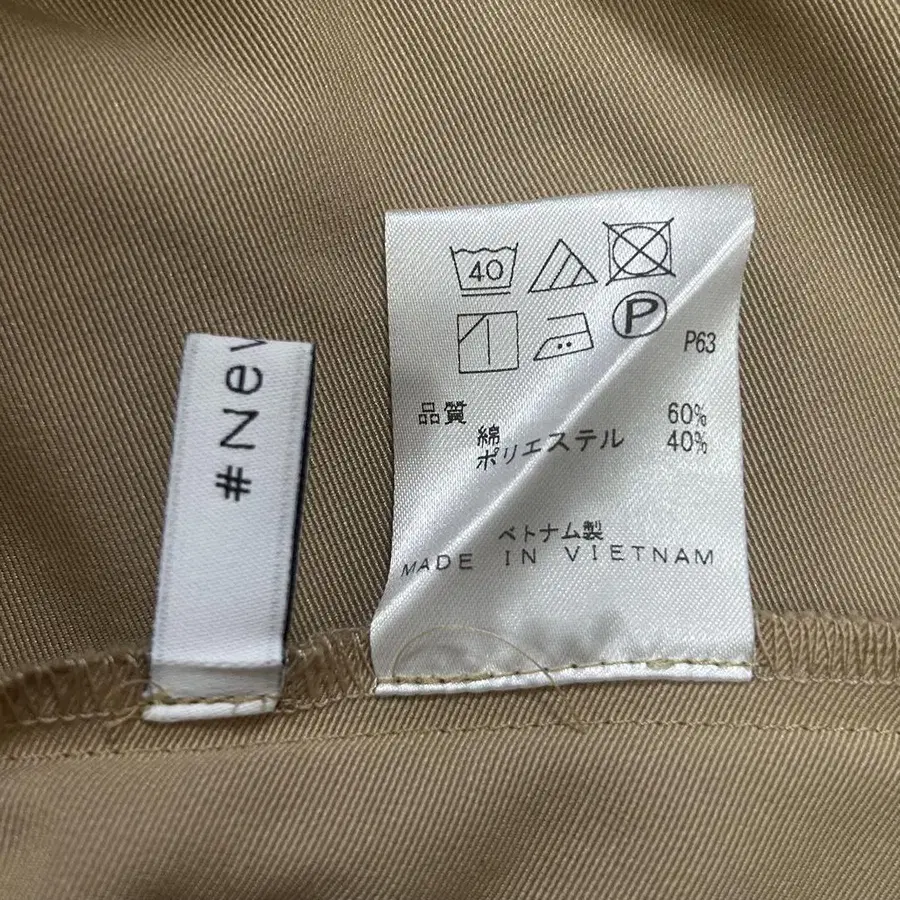 #Nev
40
P
P63
品質
綿 60%
ポリエステル 40%
ベトナム製
MADE IN VIETNAM